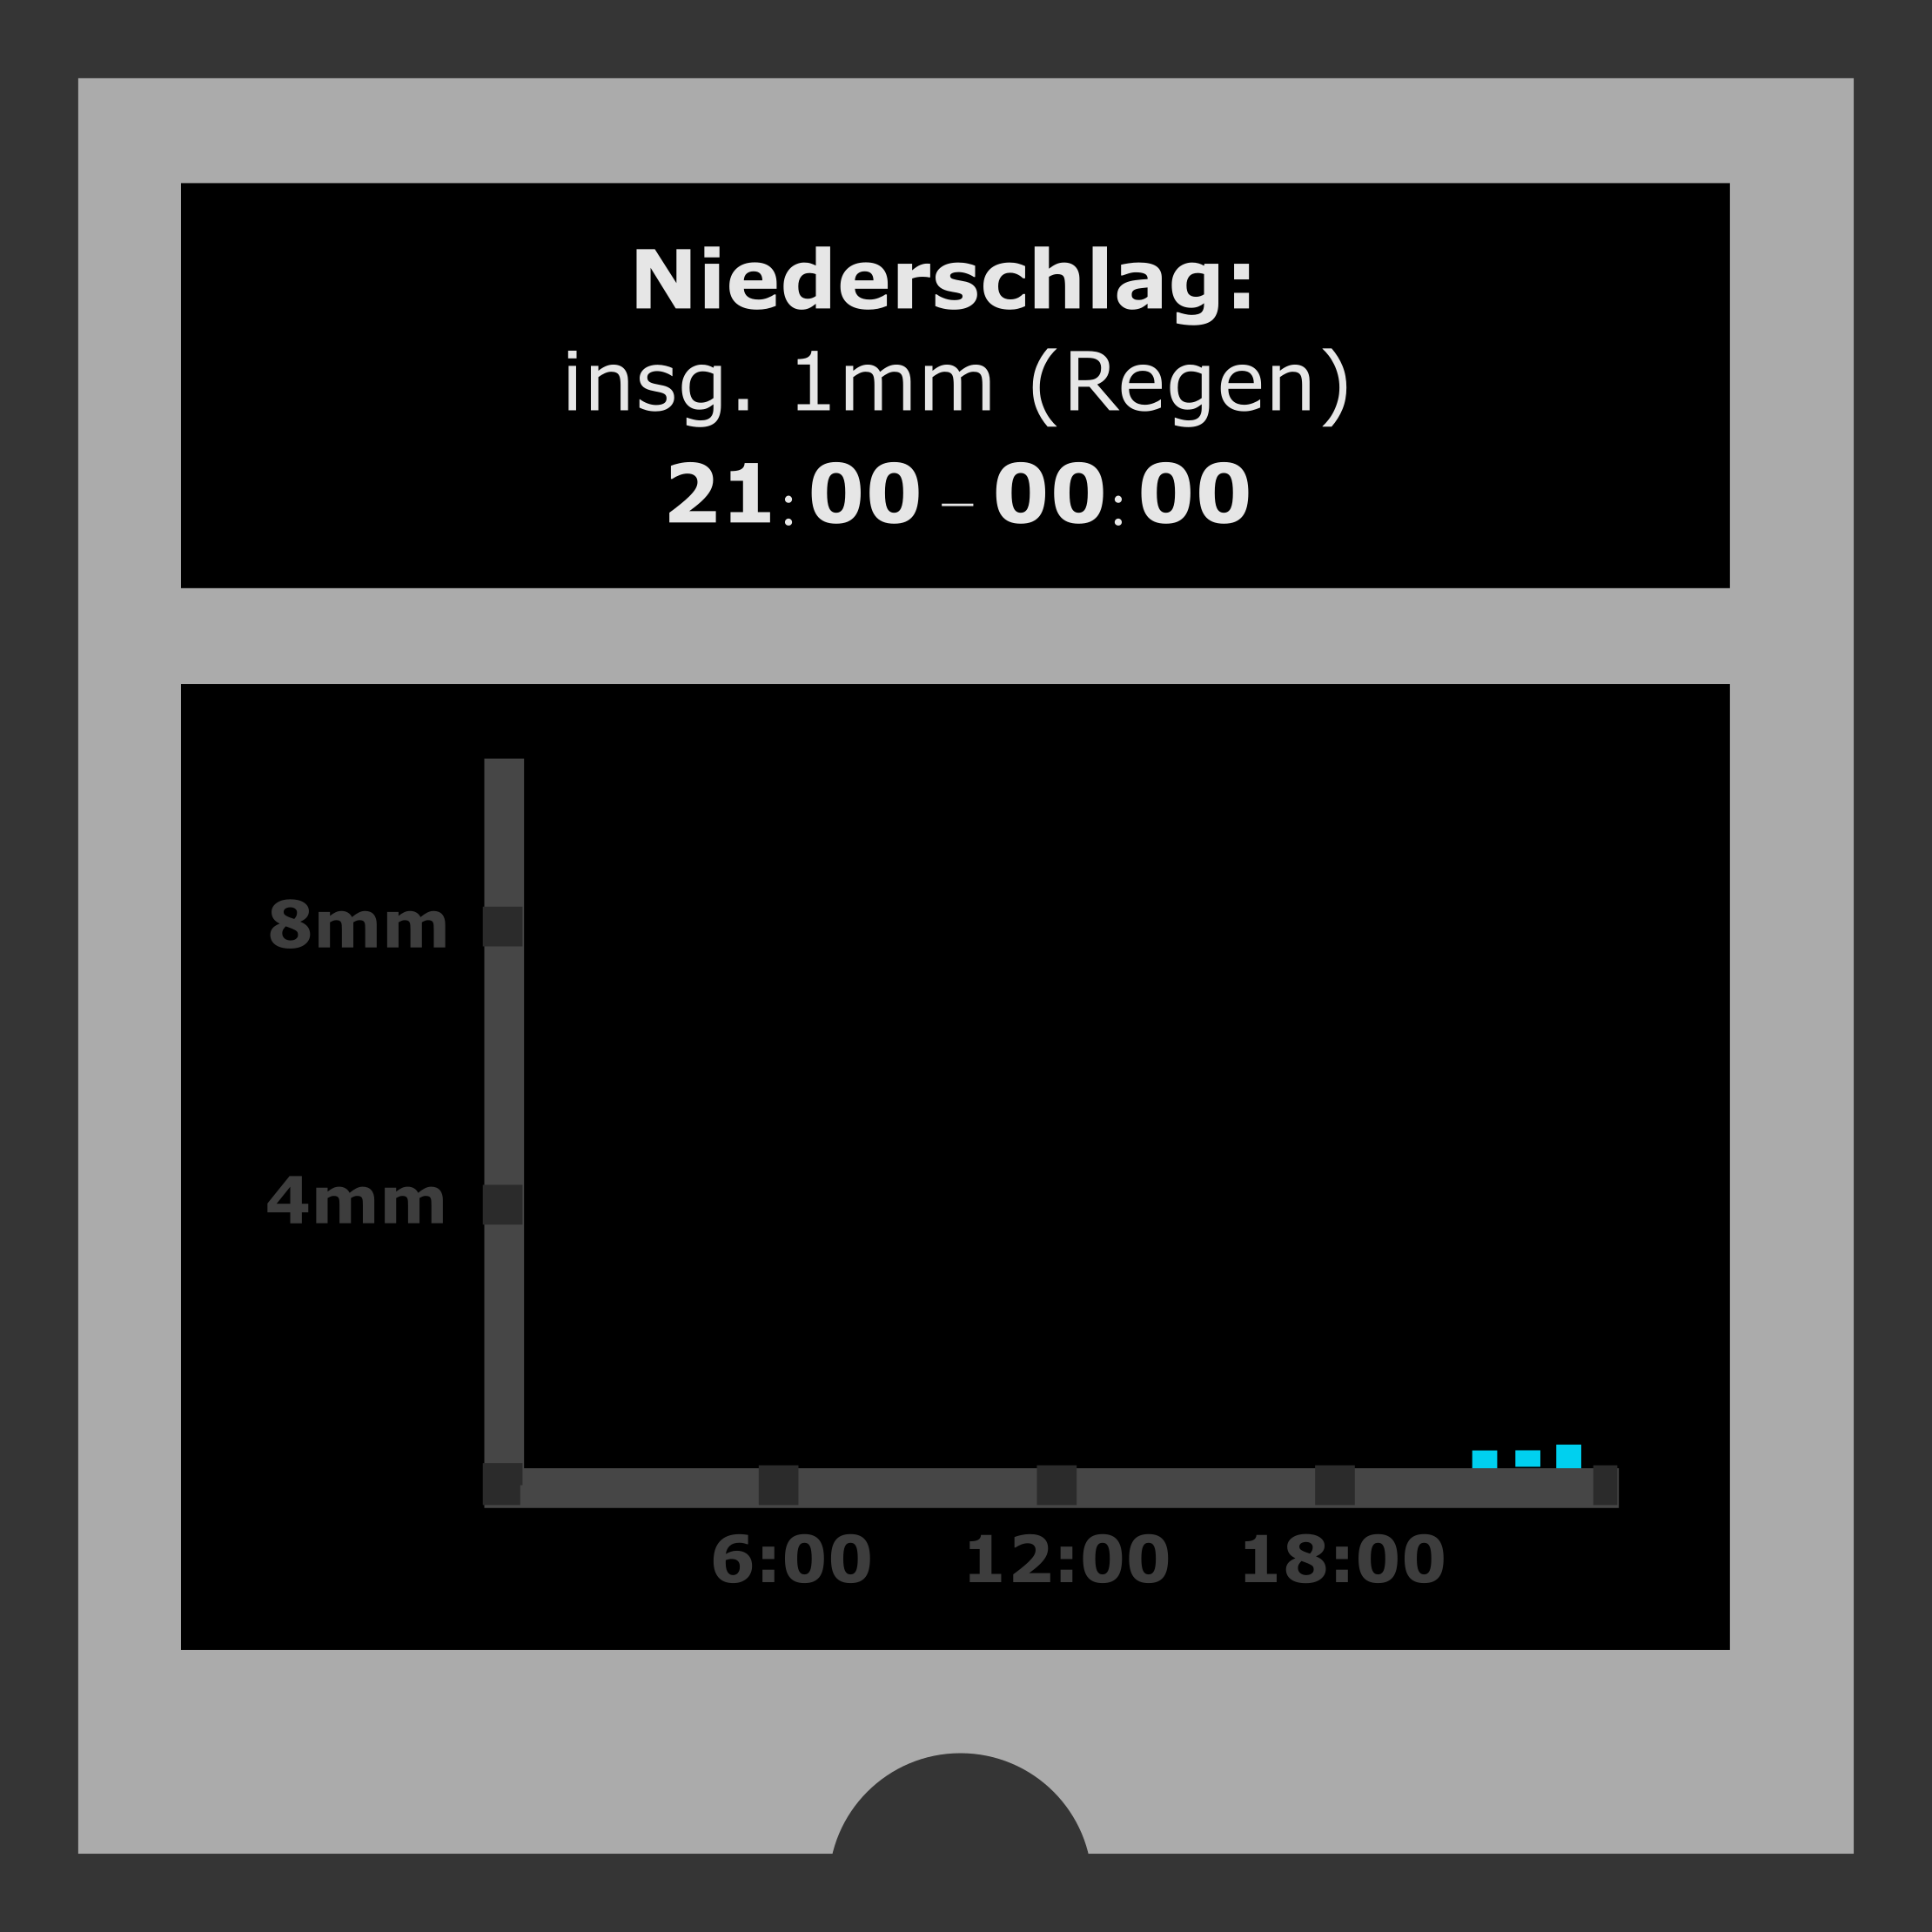 Niederschlag:
insg. 1mm (Regen)
21:00 – 00:00
8mm
4mm
6:00 12:00 18:00